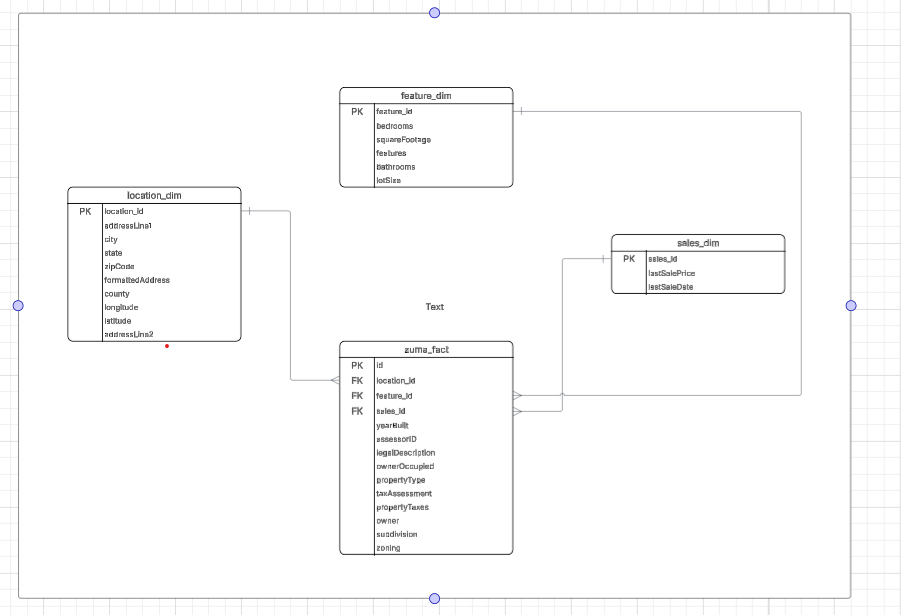 feature_dim
PK feature_id
bedrooms
squareFootage
features
bathrooms
lotSize
location_dim
PK location_id
addressLine1
city
state
zipCode
formattedAddress
county
longitude
latitude
addressLine2
sales_dim
PK sales_id
lastSalePrice
lastSaleDate
Text
zuma_fact
PK id
FK location_id
FK feature_id
FK sales_id
yearBuilt
assessorID
legalDescription
ownerOccupied
propertyType
taxAssessment
propertyTaxes
owner
subdivision
zoning